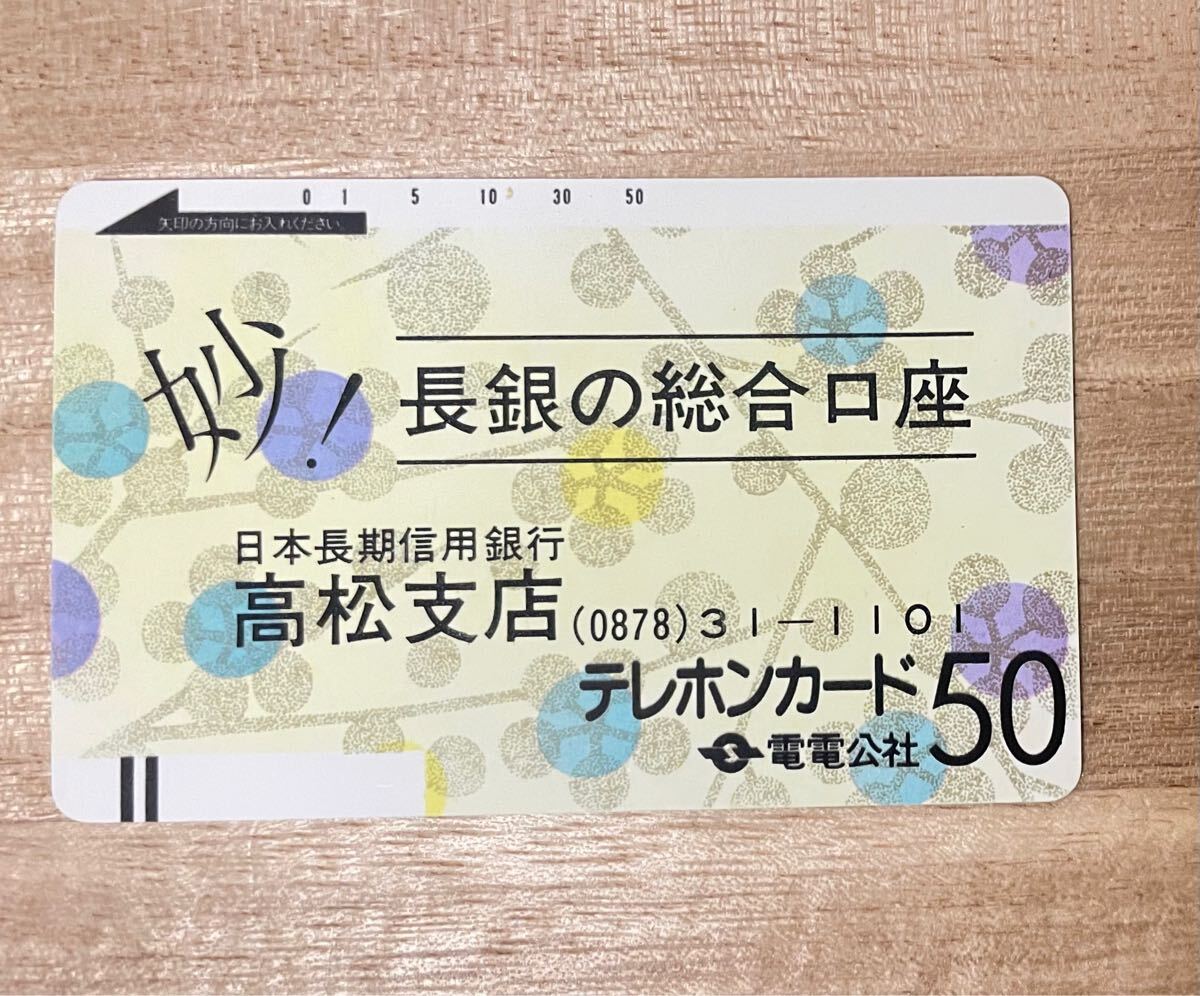 0 1 5 10 30 50
矢印の方向にお入れください
妙!
長銀の総合口座
日本長期信用銀行
高松支店(0878)31-1101
テレホンカード50
電電公社